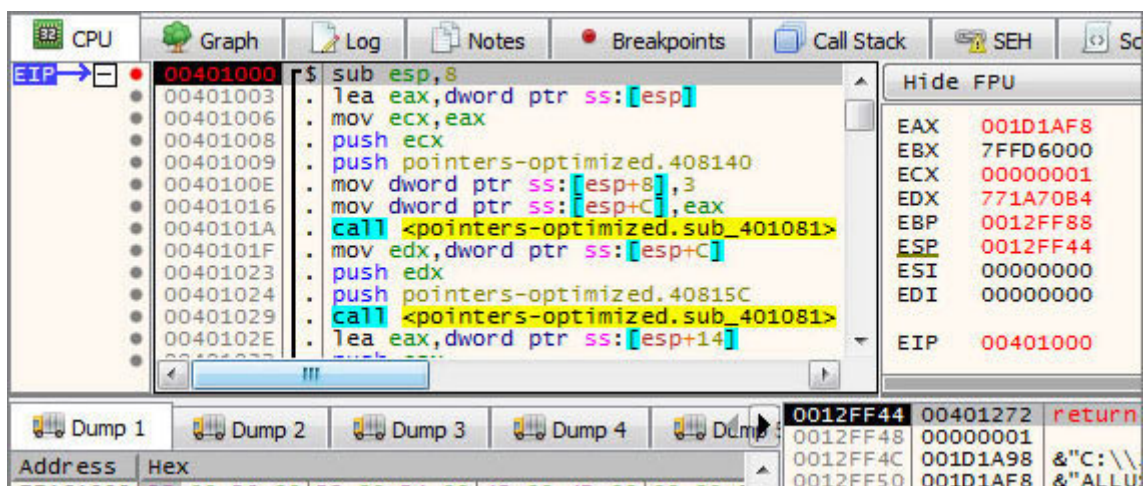 32 CPU Graph Log Notes Breakpoints Call Stack SEH Sc
EIP 00401000 $ sub esp,8
00401003 . lea eax,dword ptr ss:[esp]
00401006 . mov ecx,eax
00401008 . push ecx
00401009 . push pointers-optimized.408140
0040100E . mov dword ptr ss:[esp+8],3
00401016 . mov dword ptr ss:[esp+C],eax
0040101A . call <pointers-optimized.sub_401081>
0040101F . mov edx,dword ptr ss:[esp+C]
00401023 . push edx
00401024 . push pointers-optimized.40815C
00401029 . call <pointers-optimized.sub_401081>
0040102E . lea eax,dword ptr ss:[esp+14]
Hide FPU
EAX 001D1AF8
EBX 7FFD6000
ECX 00000001
EDX 771A70B4
EBP 0012FF88
ESP 0012FF44
ESI 00000000
EDI 00000000
EIP 00401000
Dump 1 Dump 2 Dump 3 Dump 4
Address Hex
0012FF44 00401272 return
0012FF48 00000001
0012FF4C 001D1A98 &"C:\\
0012FF50 001D1AF8 &"ALLU